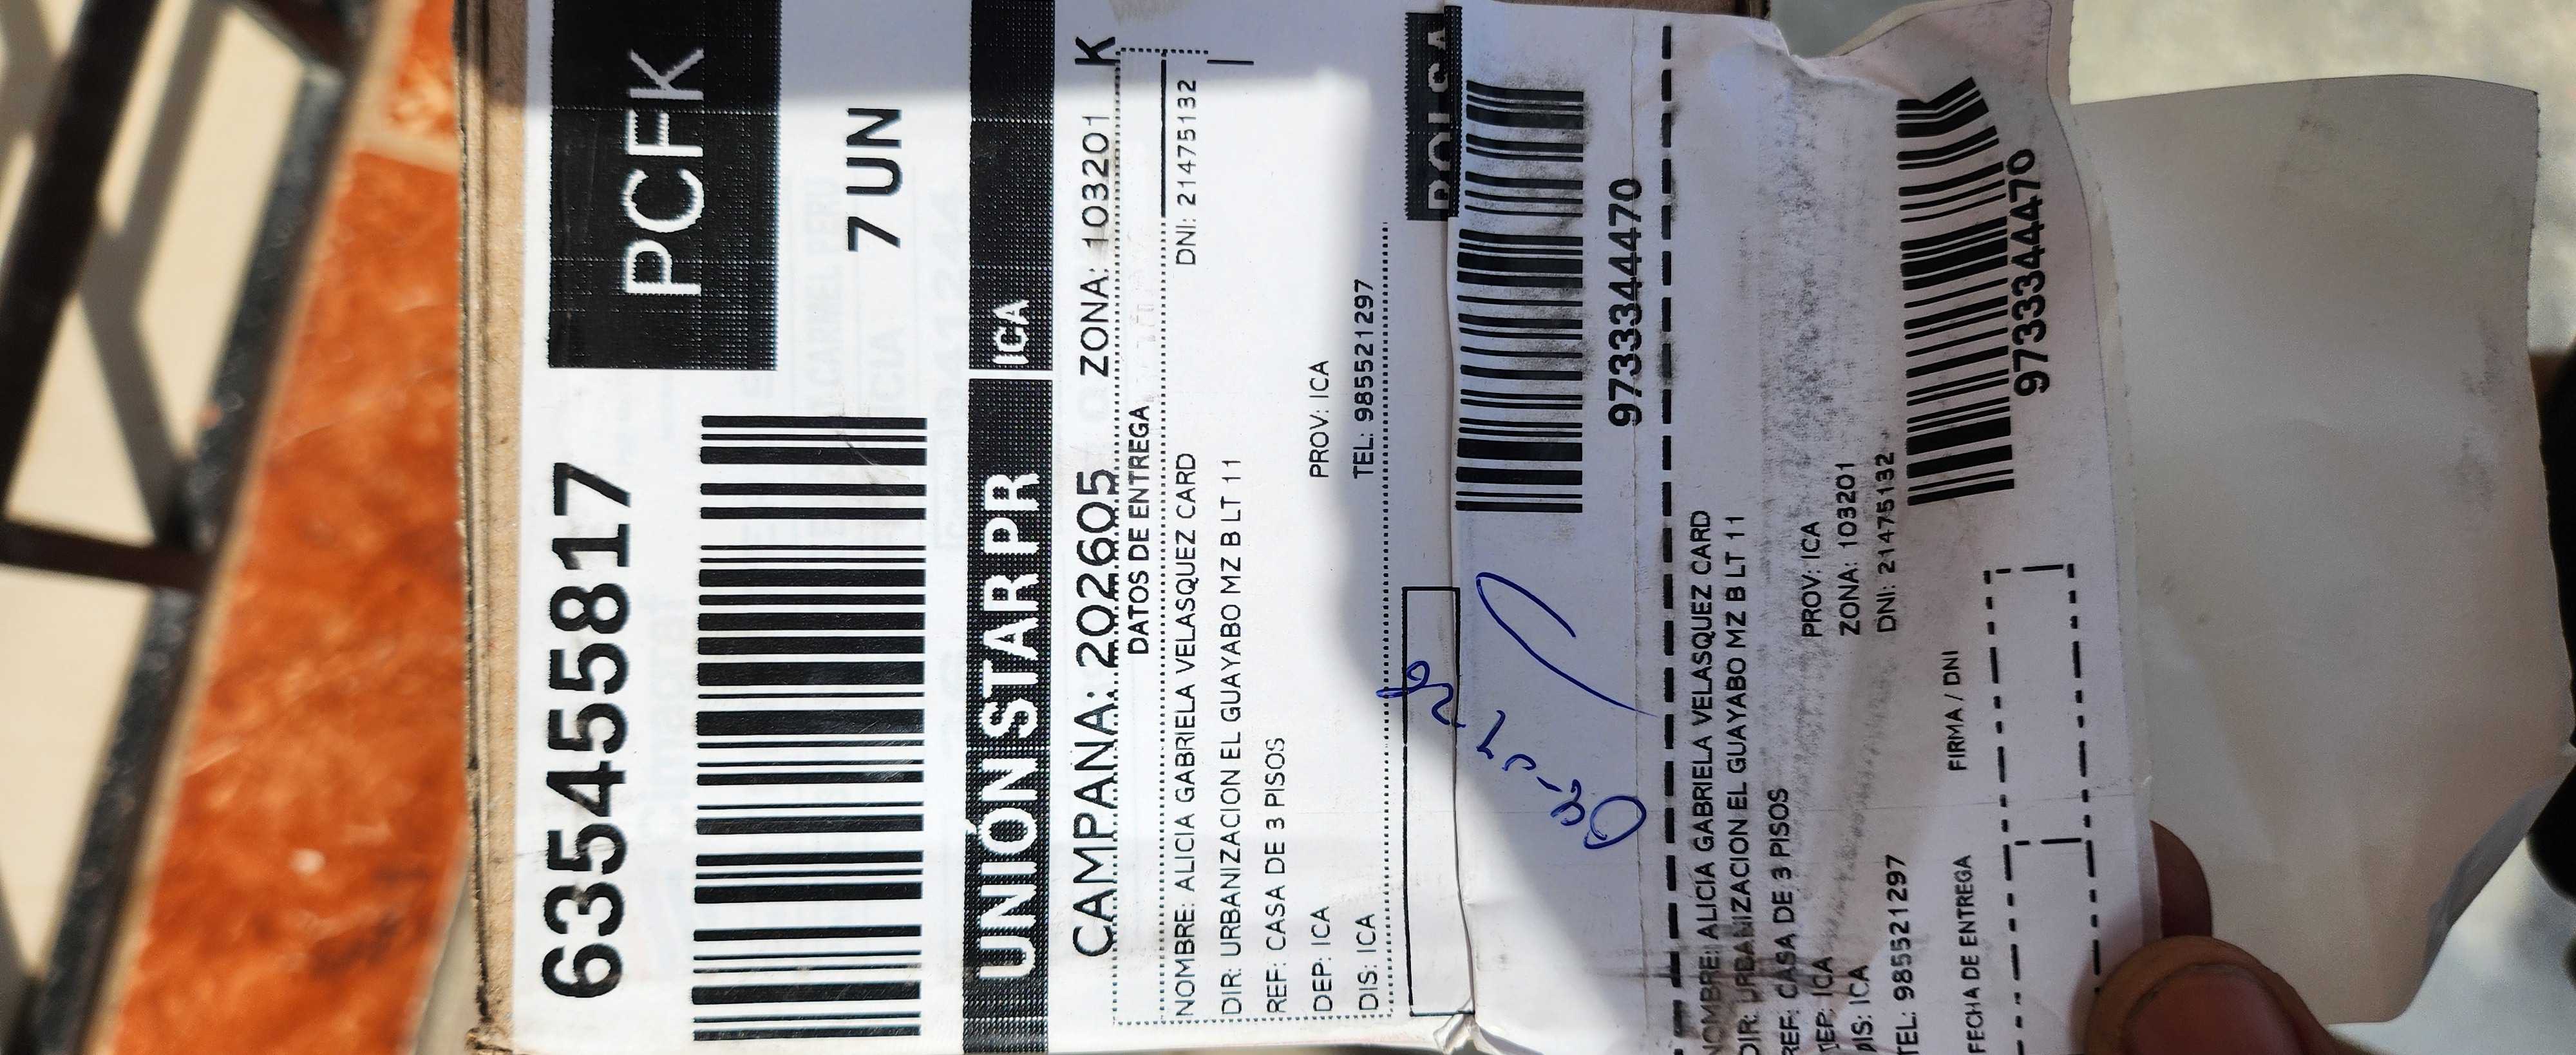 6354455817
PCFK
7 UN
UNIÓN STAR PR
ICA
CAMPANA: 202605 ZONA: 103201 K
DATOS DE ENTREGA
NOMBRE: ALICIA GABRIELA VELASQUEZ CARD DNI: 21475132
DIR: URBANIZACION EL GUAYABO MZ B LT 11
REF: CASA DE 3 PISOS
DEP: ICA PROV: ICA
DIS: ICA TEL: 985521297
BOLSA
9733344470
NOMBRE: ALICIA GABRIELA VELASQUEZ CARD
DIR: URBANIZACION EL GUAYABO MZ B LT 11
REF: CASA DE 3 PISOS
DEP: ICA PROV: ICA
DIS: ICA ZONA: 103201
TEL: 985521297 DNI: 21475132
9733344470
FECHA DE ENTREGA FIRMA / DNI